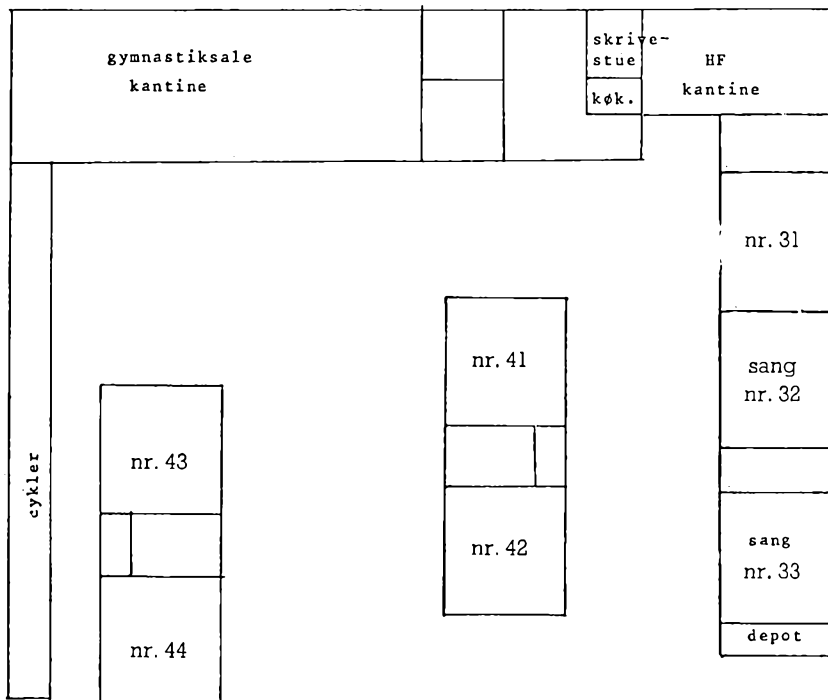 gymnastiksale
kantine
skrive-
stue
køk.
HF
kantine
nr. 31
sang
nr. 32
nr. 41
nr. 43
cykler
nr. 42
sang
nr. 33
depot
nr. 44